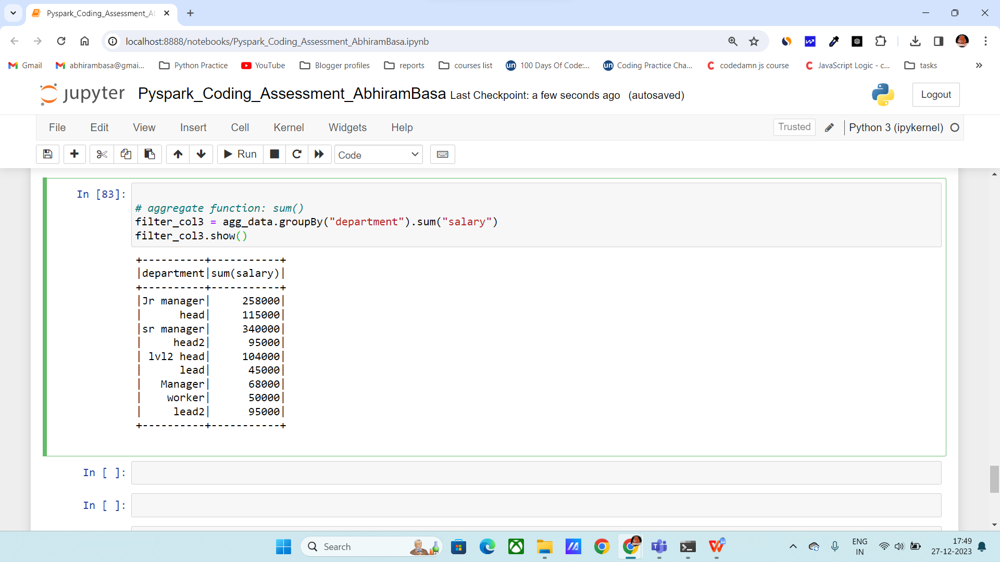 Pyspark_Coding_Assessment_Al
localhost:8888/notebooks/Pyspark_Coding_Assessment_AbhiramBasa.ipynb
Gmail abhirambasa@gmai... Python Practice YouTube Blogger profiles reports courses list un 100 Days Of Code:... un Coding Practice Cha... codedamn js course JavaScript Logic - c... tasks »
jupyter Pyspark_Coding_Assessment_AbhiramBasa Last Checkpoint: a few seconds ago (autosaved) Logout
File Edit View Insert Cell Kernel Widgets Help Trusted Python 3 (ipykernel)
Run Code
In [83]:
# aggregate function: sum()
filter_col3 = agg_data.groupBy("department").sum("salary")
filter_col3.show()
+----------+-----------+
|department|sum(salary)|
+----------+-----------+
|Jr manager|     258000|
|      head|     115000|
|sr manager|     340000|
|     head2|      95000|
| lvl2 head|     104000|
|      lead|      45000|
|   Manager|      68000|
|    worker|      50000|
|     lead2|      95000|
+----------+-----------+
In [ ]:
In [ ]:
Search
ENG
IN
17:49
27-12-2023